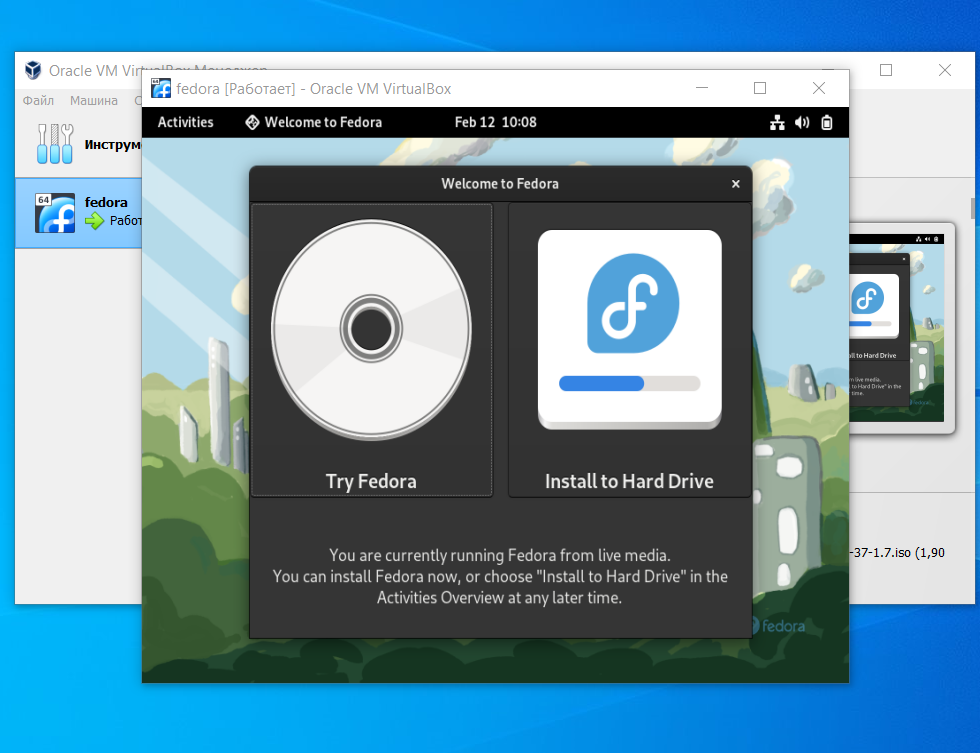 Oracle VM VirtualBox Менеджер
Файл Машина
fedora [Работает] - Oracle VM VirtualBox
Activities Welcome to Fedora Feb 12 10:08
64
fedora
Welcome to Fedora
Try Fedora
Install to Hard Drive
You are currently running Fedora from live media.
You can install Fedora now, or choose "Install to Hard Drive" in the
Activities Overview at any later time.
-37-1.7.iso (1,90
fedora